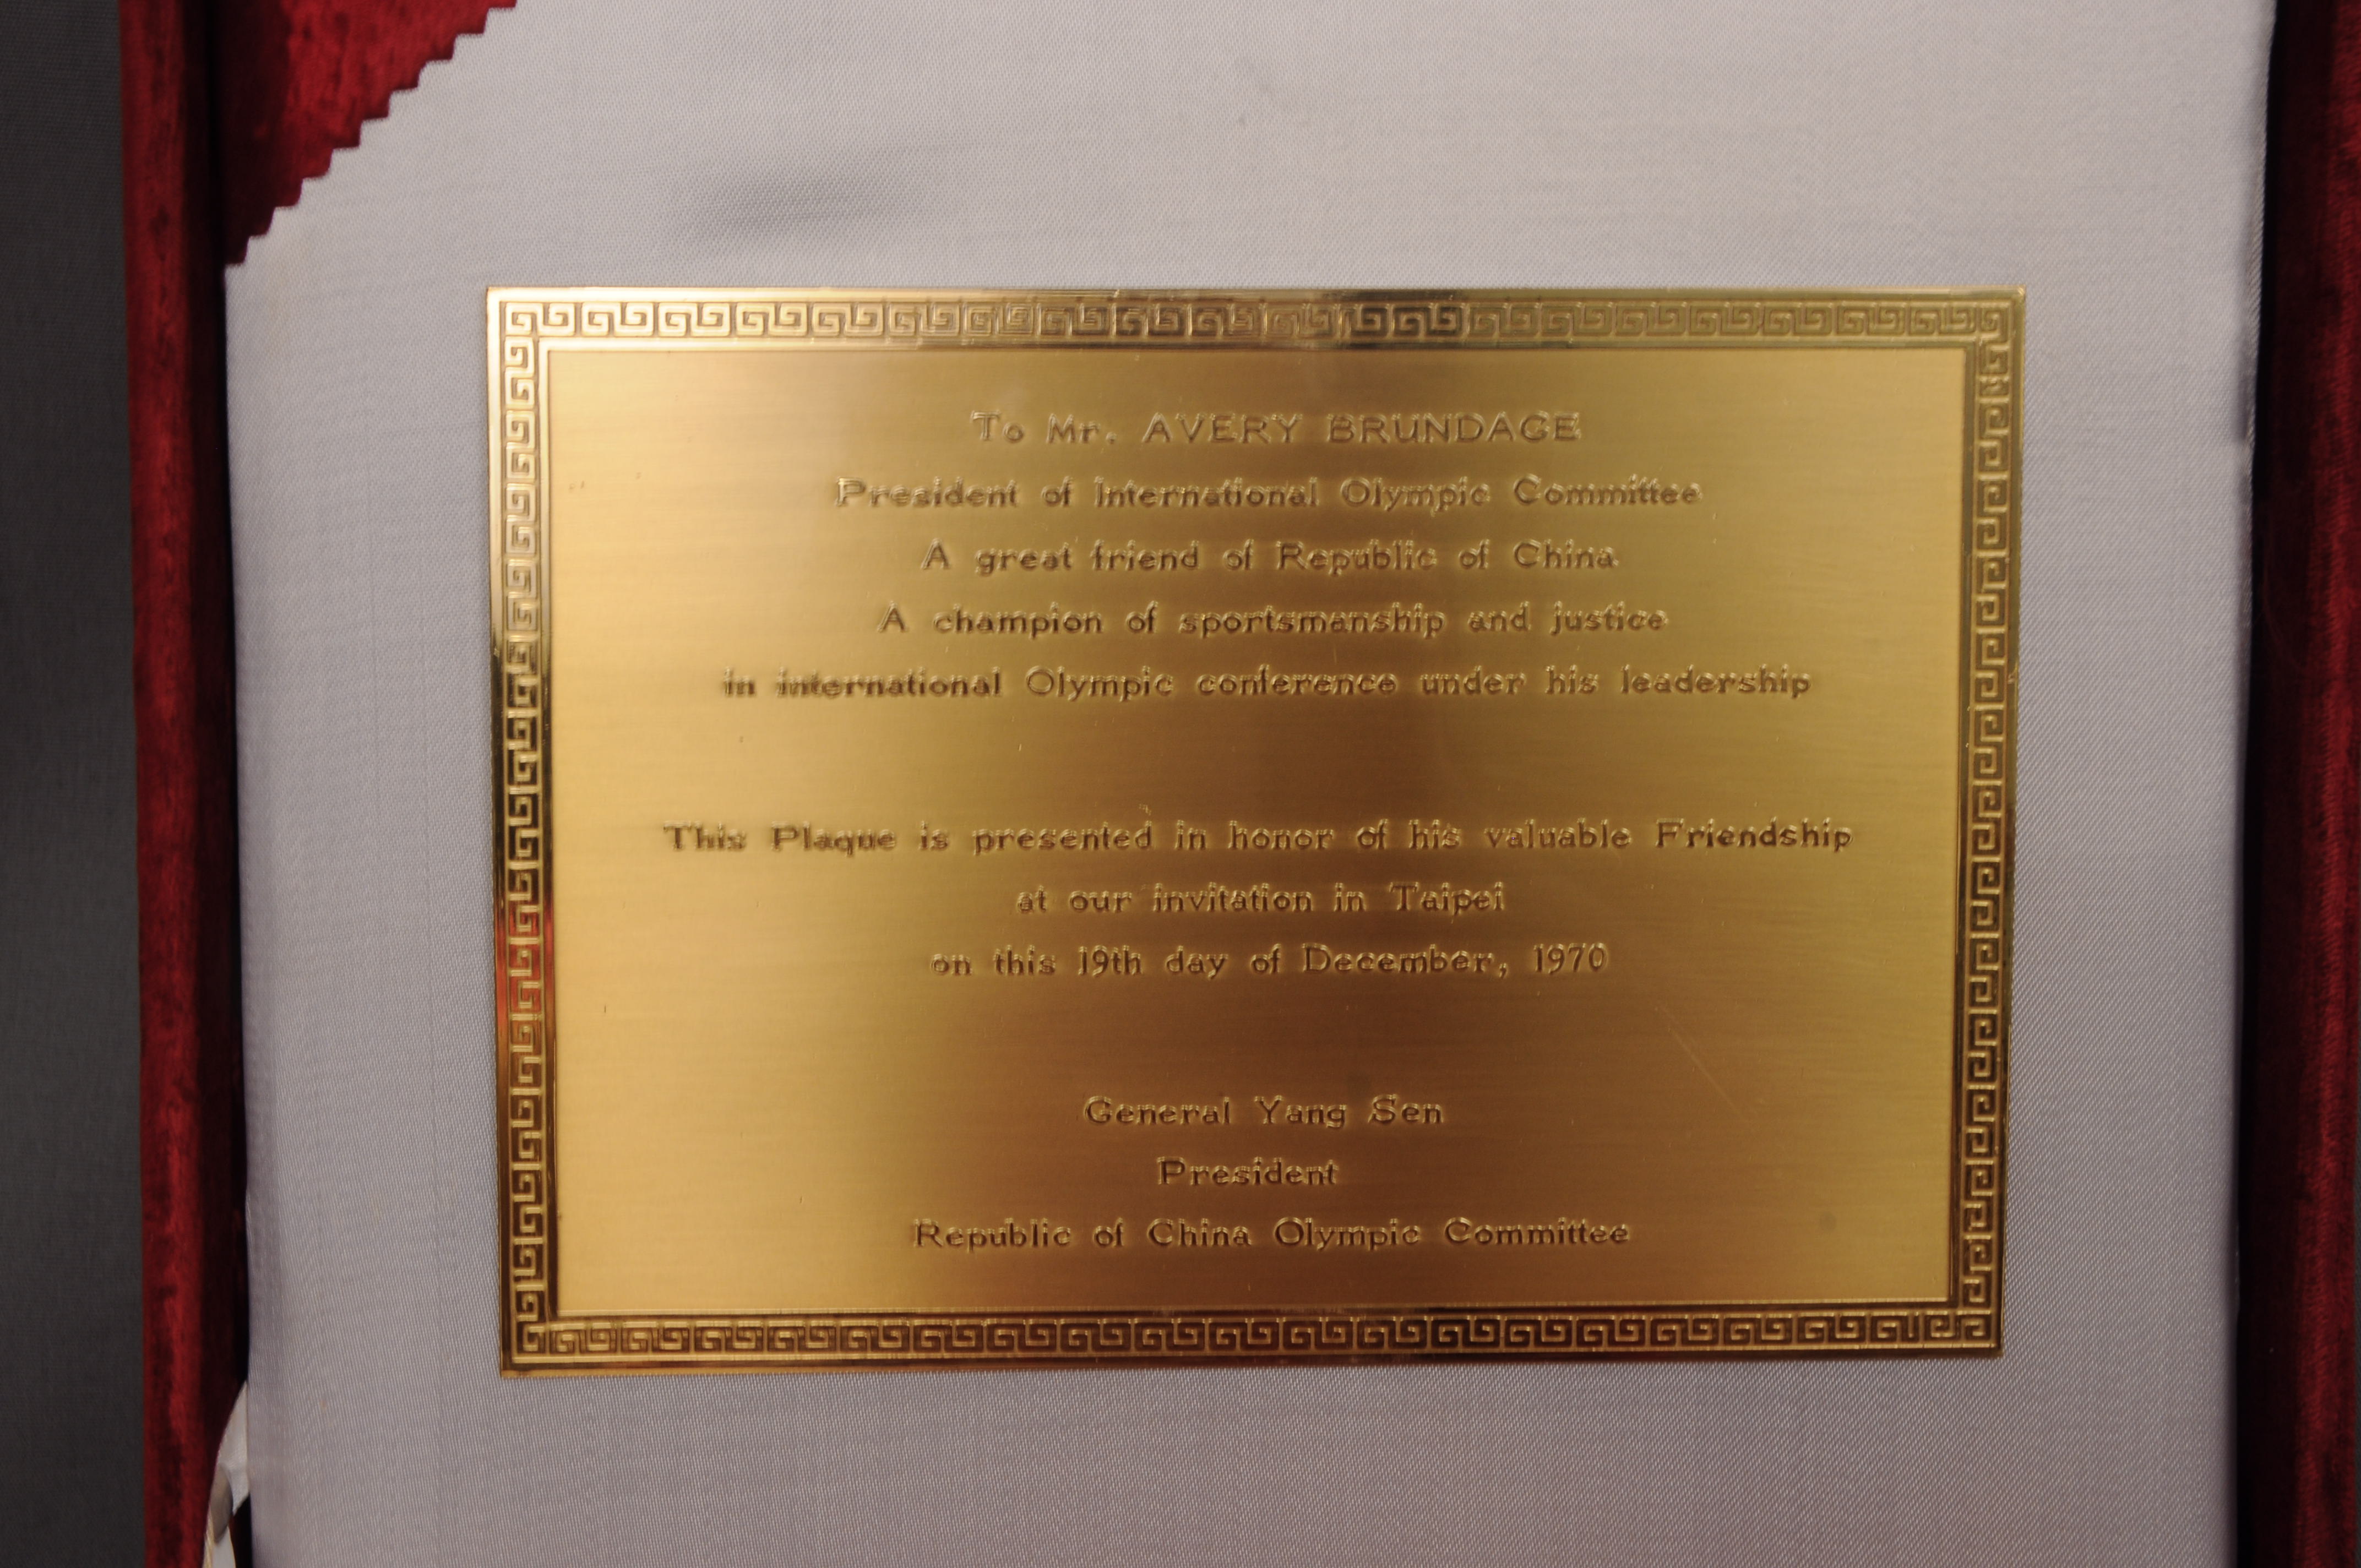 To Mr. AVERY BRUNDAGE
President of International Olympic Committee
A great friend of Republic of China
A champion of sportsmanship and justice
in international Olympic conference under his leadership
This Plaque is presented in honor of his valuable Friendship
at our invitation in Taipei
on this 19th day of December, 1970
General Yang Sen
President
Republic of China Olympic Committee